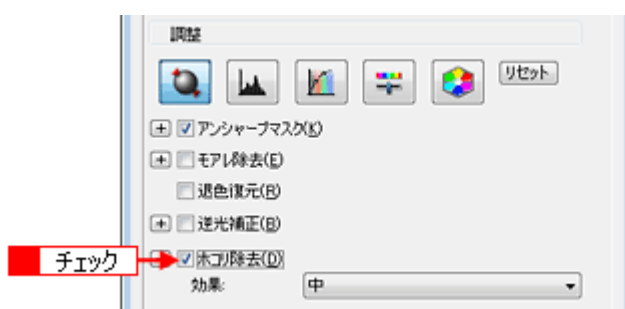 調整
リセット
アンシャープマスク(K)
モアレ除去(E)
退色復元(R)
逆光補正(B)
チェック
ホコリ除去(D)
効果:
中